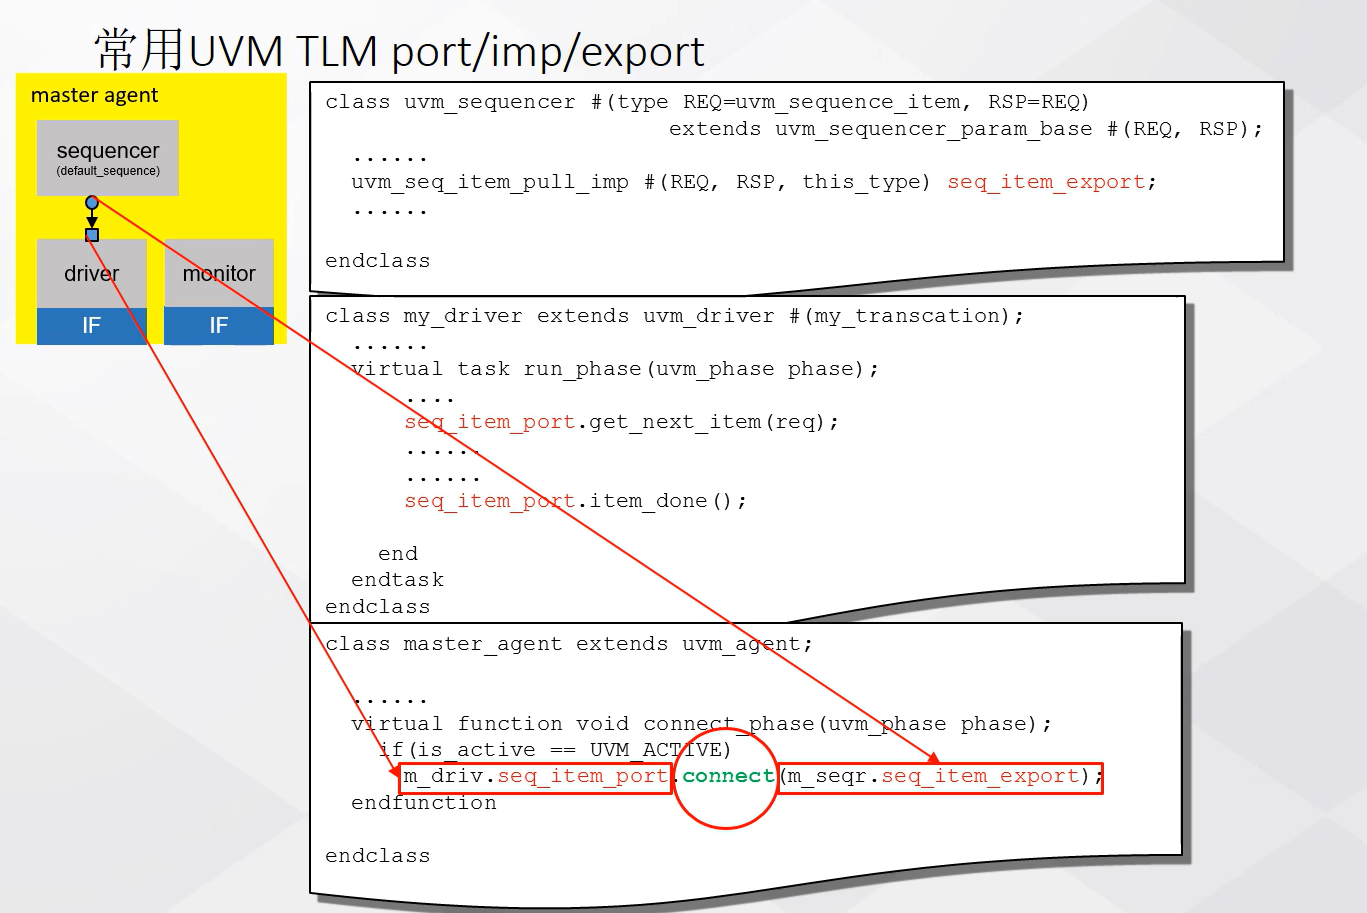 常用UVM TLM port/imp/export
master agent
sequencer
(default_sequence)
driver
monitor
IF
IF
class uvm_sequencer #(type REQ=uvm_sequence_item, RSP=REQ)
extends uvm_sequencer_param_base #(REQ, RSP);
......
uvm_seq_item_pull_imp #(REQ, RSP, this_type) seq_item_export;
......
endclass
class my_driver extends uvm_driver #(my_transcation);
......
virtual task run_phase(uvm_phase phase);
....
seq_item_port.get_next_item(req);
......
......
seq_item_port.item_done();
end
endtask
endclass
class master_agent extends uvm_agent;
......
virtual function void connect_phase(uvm_phase phase);
if(is_active == UVM_ACTIVE)
m_driv.seq_item_port.connect(m_seqr.seq_item_export);
endfunction
endclass